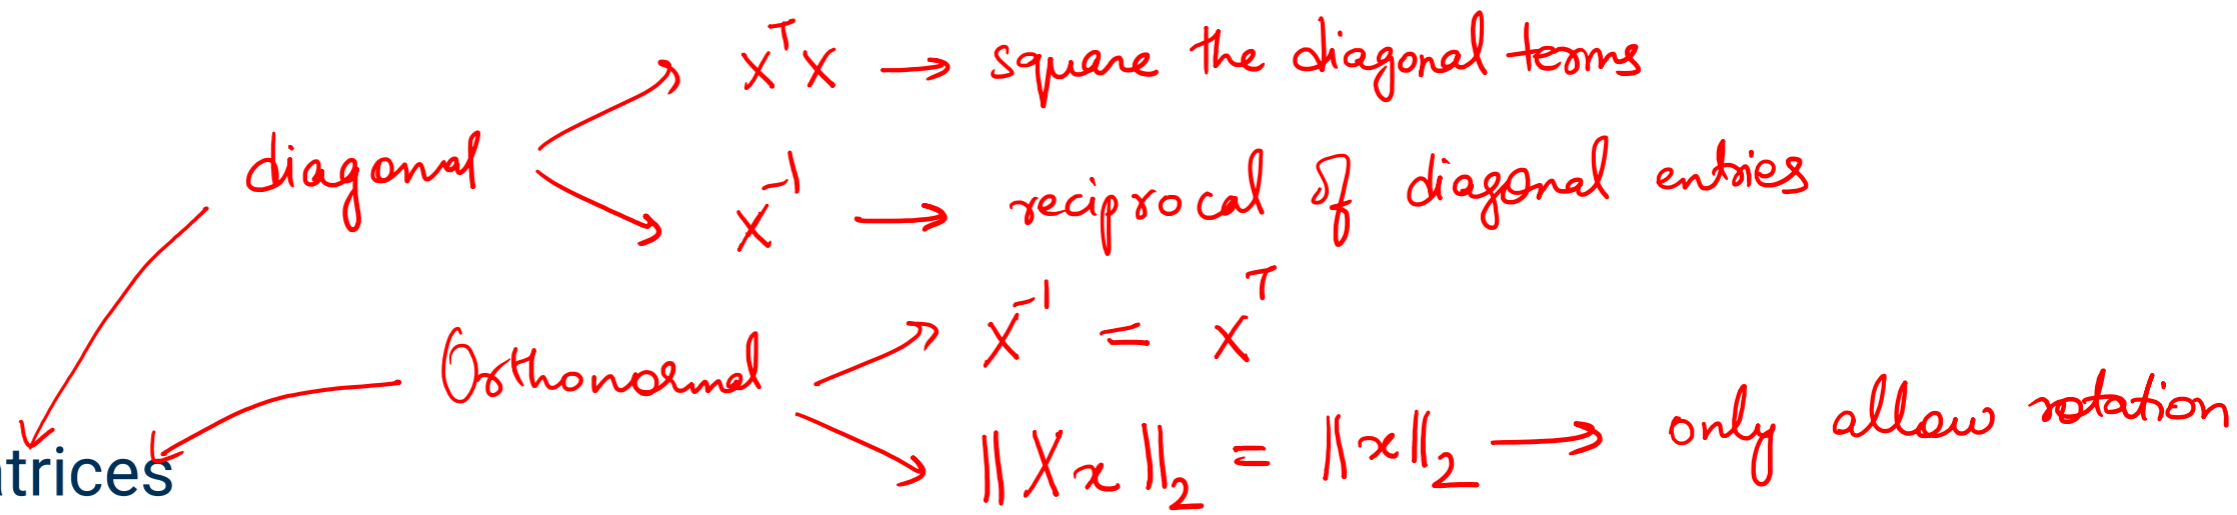 X^T X → square the diagonal terms
diagonal
X^-1 → reciprocal of diagonal entries
X^-1 = X^T
Orthonormal
||Xx||_2 = ||x||_2 → only allow rotation
trices